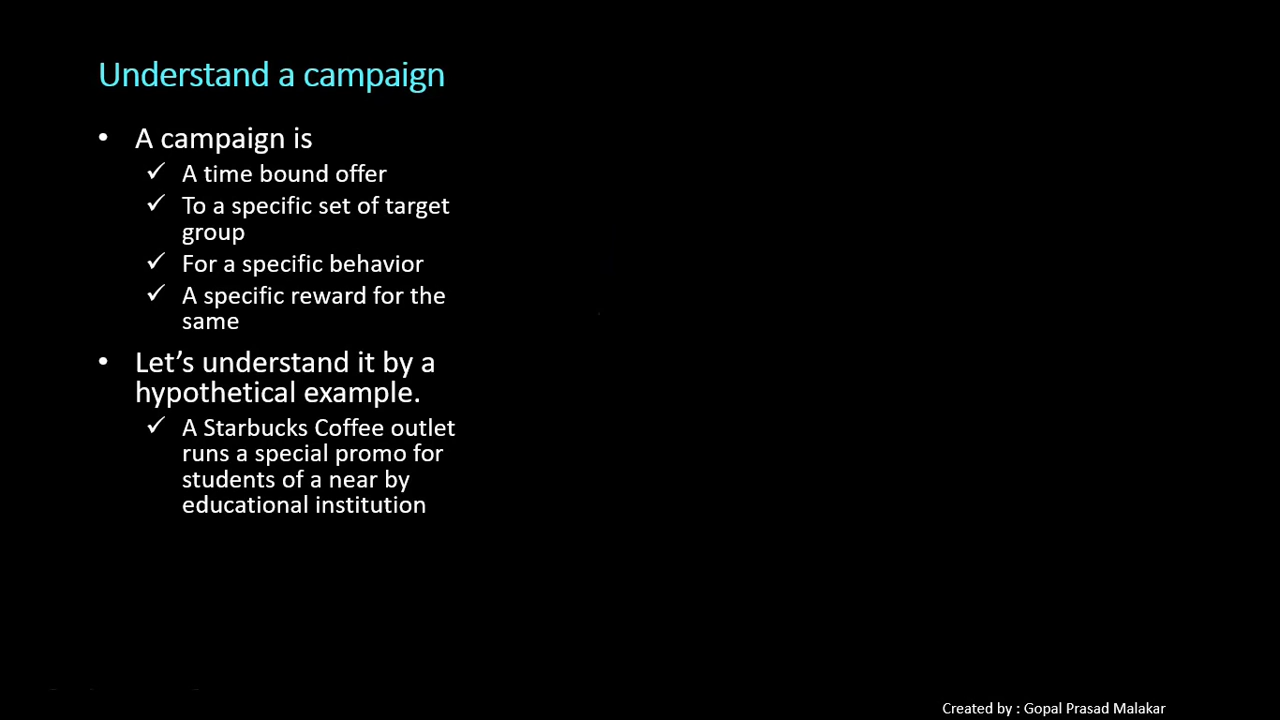 Understand a campaign
• A campaign is
✓ A time bound offer
✓ To a specific set of target
group
✓ For a specific behavior
✓ A specific reward for the
same
• Let’s understand it by a
hypothetical example.
✓ A Starbucks Coffee outlet
runs a special promo for
students of a near by
educational institution
Created by : Gopal Prasad Malakar